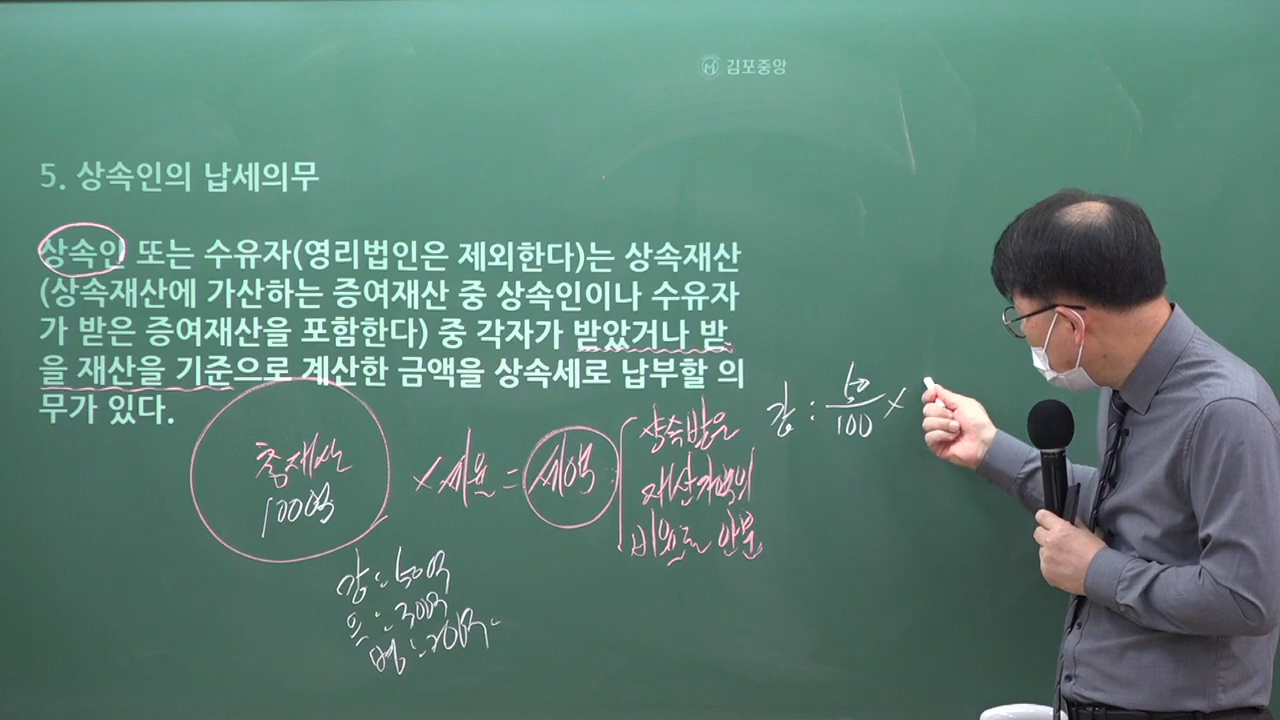 김포중앙
5. 상속인의 납세의무
상속인 또는 수유자(영리법인은 제외한다)는 상속재산
(상속재산에 가산하는 증여재산 중 상속인이나 수유자
가 받은 증여재산을 포함한다) 중 각자가 받았거나 받
을 재산을 기준으로 계산한 금액을 상속세로 납부할 의
무가 있다.
총재산
100억
× 세율 = 세액
상속받은
재산가액의
비율로 안분
갑 : 50/100 ×
갑 : 50억
을 : 30억
병 : 20억